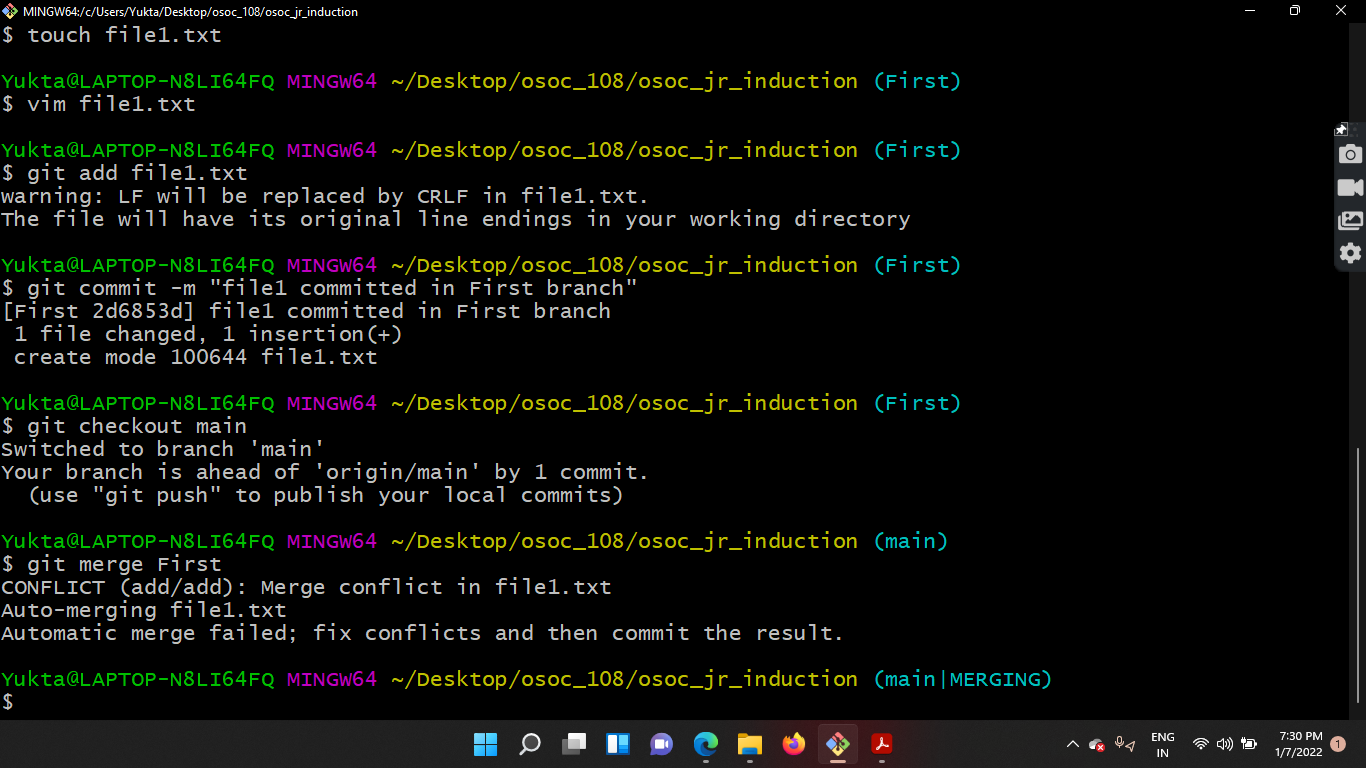 MINGW64:/c/Users/Yukta/Desktop/osoc_108/osoc_jr_induction
$ touch file1.txt
Yukta@LAPTOP-N8LI64FQ MINGW64 ~/Desktop/osoc_108/osoc_jr_induction (First)
$ vim file1.txt
Yukta@LAPTOP-N8LI64FQ MINGW64 ~/Desktop/osoc_108/osoc_jr_induction (First)
$ git add file1.txt
warning: LF will be replaced by CRLF in file1.txt.
The file will have its original line endings in your working directory
Yukta@LAPTOP-N8LI64FQ MINGW64 ~/Desktop/osoc_108/osoc_jr_induction (First)
$ git commit -m "file1 committed in First branch"
[First 2d6853d] file1 committed in First branch
 1 file changed, 1 insertion(+)
 create mode 100644 file1.txt
Yukta@LAPTOP-N8LI64FQ MINGW64 ~/Desktop/osoc_108/osoc_jr_induction (First)
$ git checkout main
Switched to branch 'main'
Your branch is ahead of 'origin/main' by 1 commit.
  (use "git push" to publish your local commits)
Yukta@LAPTOP-N8LI64FQ MINGW64 ~/Desktop/osoc_108/osoc_jr_induction (main)
$ git merge First
CONFLICT (add/add): Merge conflict in file1.txt
Auto-merging file1.txt
Automatic merge failed; fix conflicts and then commit the result.
Yukta@LAPTOP-N8LI64FQ MINGW64 ~/Desktop/osoc_108/osoc_jr_induction (main|MERGING)
$
ENG
IN
7:30 PM
1/7/2022
1